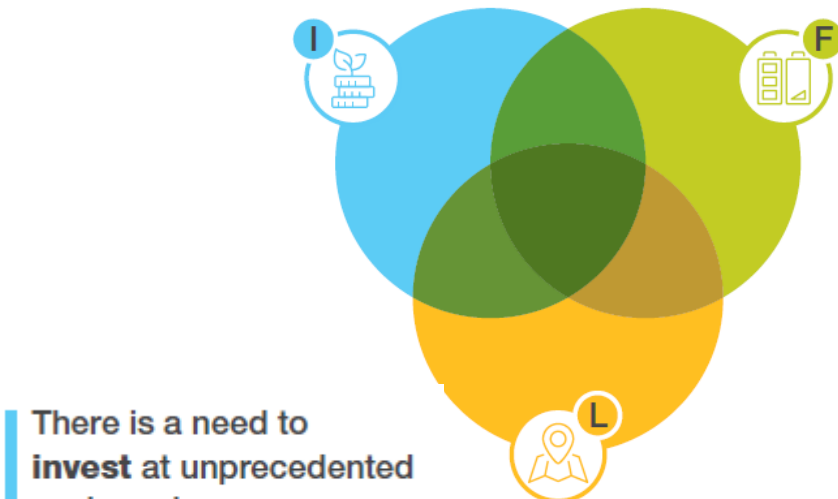 I
F
L
There is a need to
invest at unprecedented